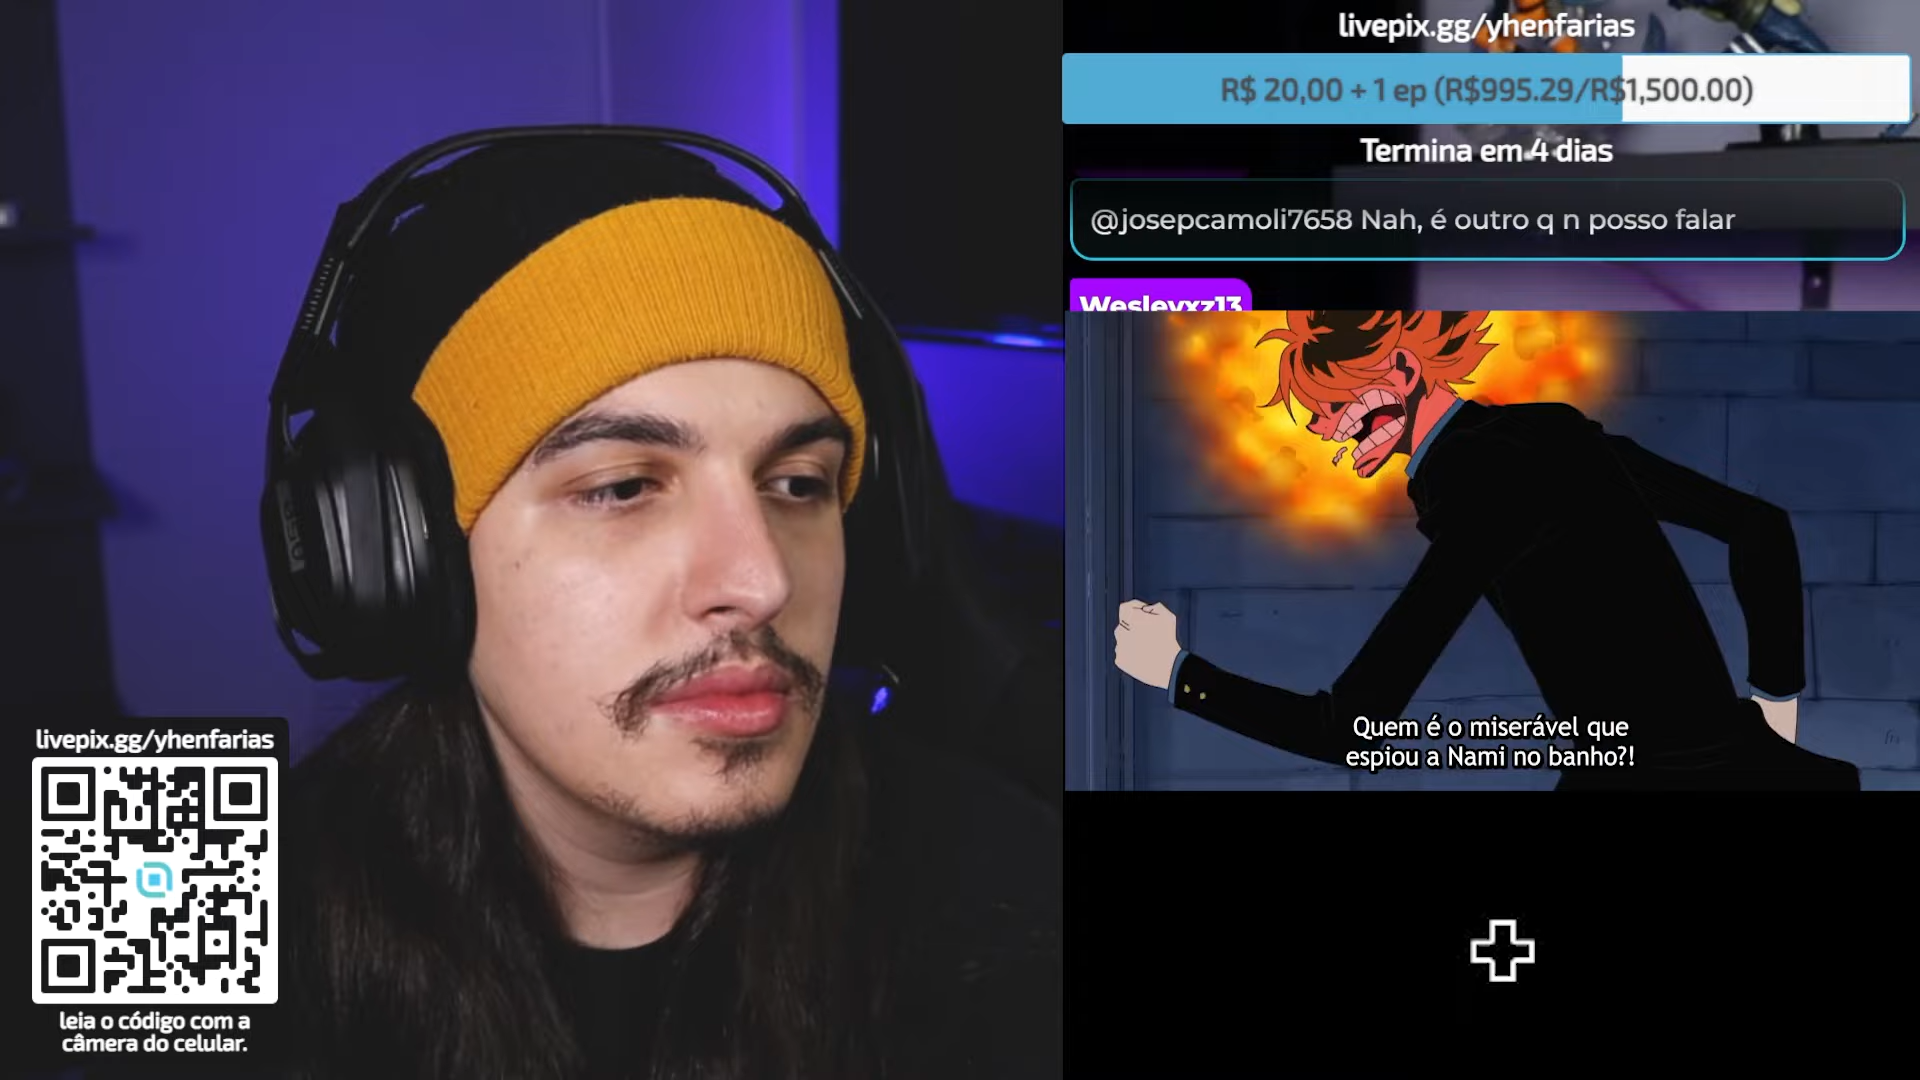 livepix.gg/yhenfarias
R$ 20,00 + 1 ep (R$995.29/R$1,500.00)
Termina em 4 dias
@josepcamoli7658 Nah, é outro q n posso falar
Wesleyxz13
Quem é o miserável que
espiou a Nami no banho?!
livepix.gg/yhenfarias
leia o código com a
câmera do celular.